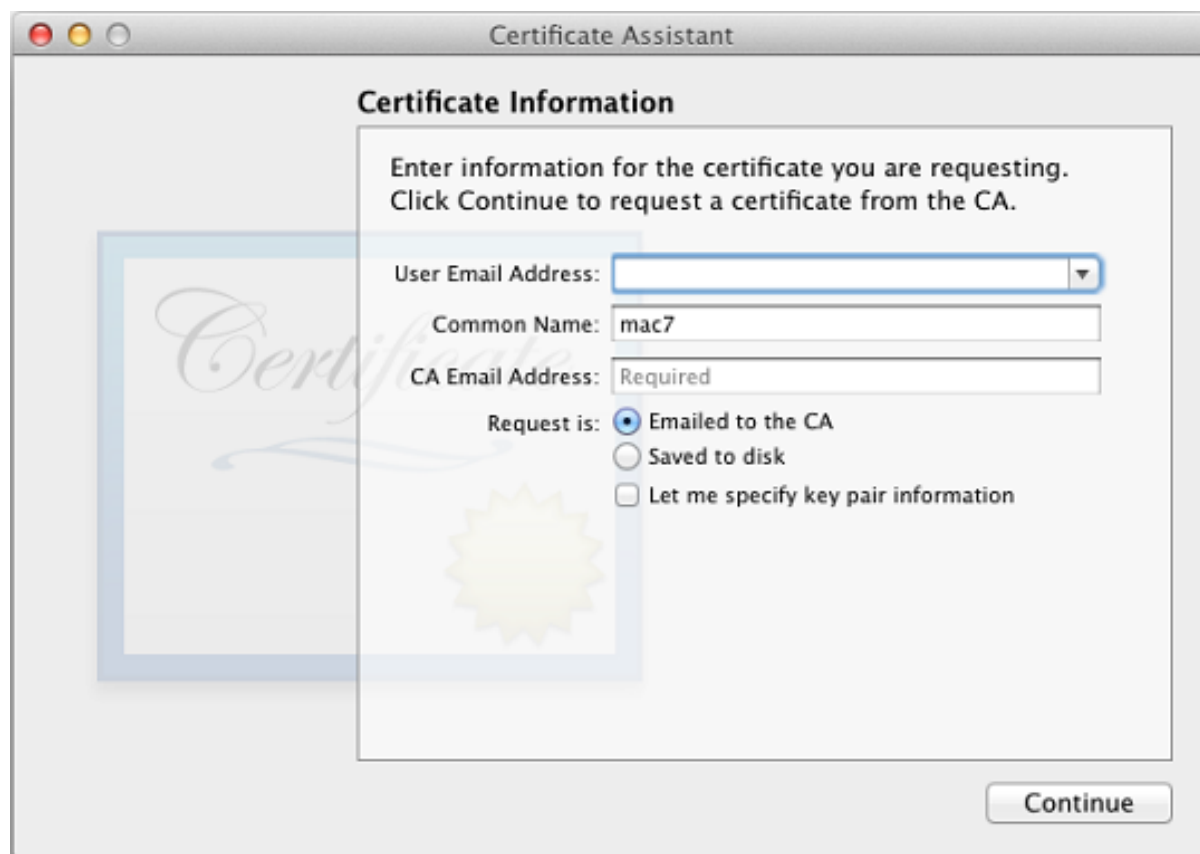 Certificate Assistant
Certificate Information
Enter information for the certificate you are requesting.
Click Continue to request a certificate from the CA.
Certificate
User Email Address:
Common Name: mac7
CA Email Address: Required
Request is: Emailed to the CA
Saved to disk
Let me specify key pair information
Continue